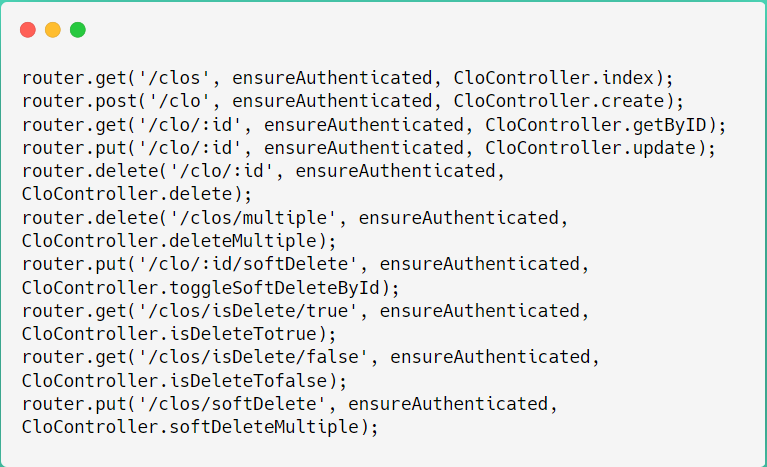 router.get('/clos', ensureAuthenticated, CloController.index);
router.post('/clo', ensureAuthenticated, CloController.create);
router.get('/clo/:id', ensureAuthenticated, CloController.getByID);
router.put('/clo/:id', ensureAuthenticated, CloController.update);
router.delete('/clo/:id', ensureAuthenticated,
CloController.delete);
router.delete('/clos/multiple', ensureAuthenticated,
CloController.deleteMultiple);
router.put('/clo/:id/softDelete', ensureAuthenticated,
CloController.toggleSoftDeleteById);
router.get('/clos/isDelete/true', ensureAuthenticated,
CloController.isDeleteTotrue);
router.get('/clos/isDelete/false', ensureAuthenticated,
CloController.isDeleteTofalse);
router.put('/clos/softDelete', ensureAuthenticated,
CloController.softDeleteMultiple);